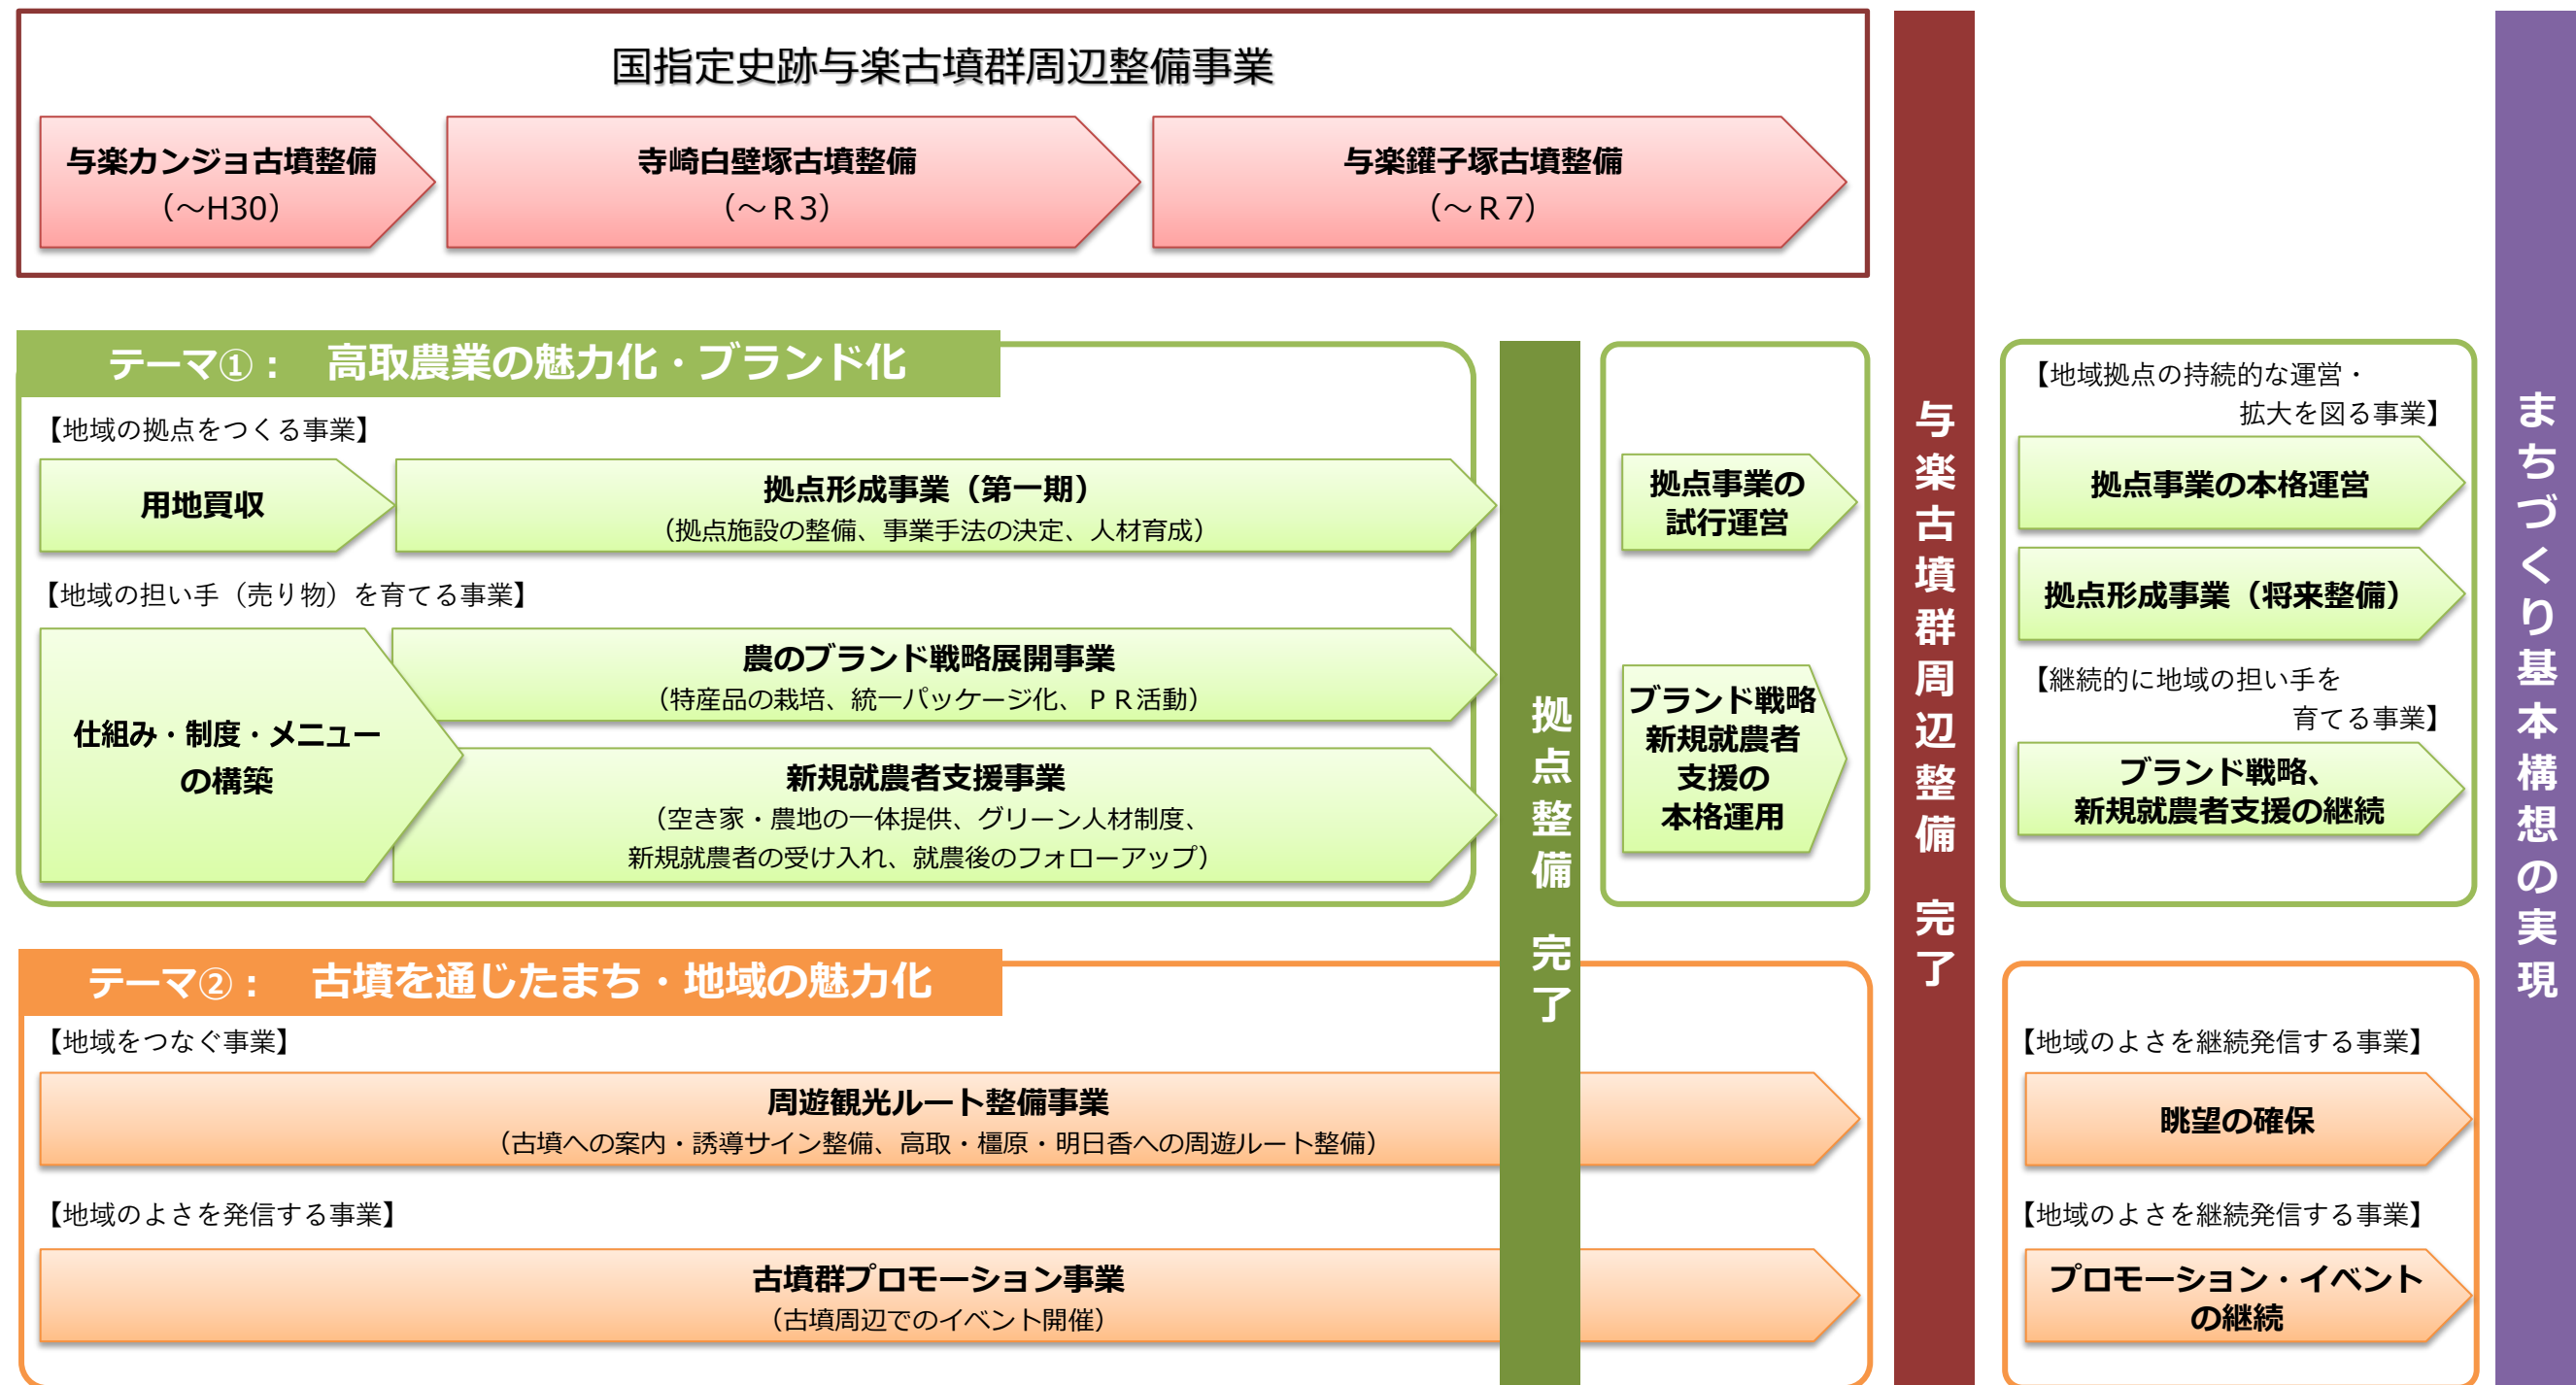 国指定史跡与楽古墳群周辺整備事業
与楽カンジョ古墳整備
（～H30）
寺崎白壁塚古墳整備
（～Ｒ3）
与楽鑵子塚古墳整備
（～Ｒ7）
テーマ①：　高取農業の魅力化・ブランド化
【地域の拠点をつくる事業】
用地買収
拠点形成事業（第一期）
（拠点施設の整備、事業手法の決定、人材育成）
【地域の担い手（売り物）を育てる事業】
仕組み・制度・メニュー
の構築
農のブランド戦略展開事業
（特産品の栽培、統一パッケージ化、ＰＲ活動）
新規就農者支援事業
（空き家・農地の一体提供、グリーン人材制度、
新規就農者の受け入れ、就農後のフォローアップ）
拠点整備　完了
拠点事業の
試行運営
ブランド戦略
新規就農者
支援の
本格運用
与楽古墳群周辺整備　完了
【地域拠点の持続的な運営・
拡大を図る事業】
拠点事業の本格運営
拠点形成事業（将来整備）
【継続的に地域の担い手を
育てる事業】
ブランド戦略、
新規就農者支援の継続
テーマ②：　古墳を通じたまち・地域の魅力化
【地域をつなぐ事業】
周遊観光ルート整備事業
（古墳への案内・誘導サイン整備、高取・橿原・明日香への周遊ルート整備）
【地域のよさを発信する事業】
古墳群プロモーション事業
（古墳周辺でのイベント開催）
【地域のよさを継続発信する事業】
眺望の確保
【地域のよさを継続発信する事業】
プロモーション・イベント
の継続
まちづくり基本構想の実現